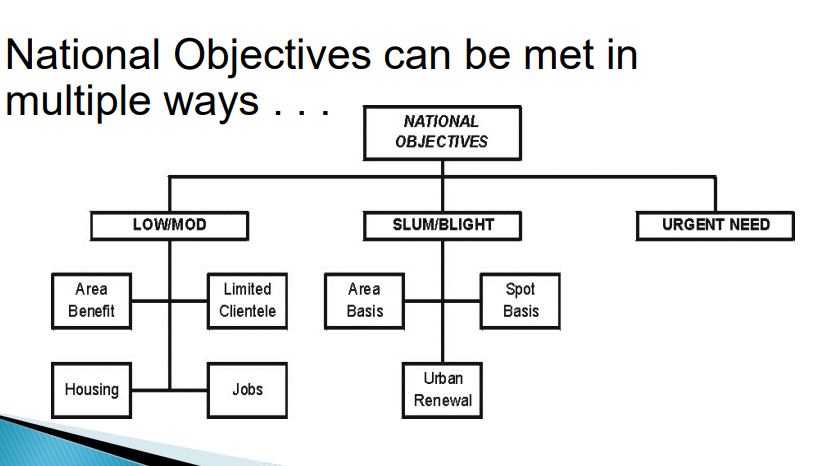 National Objectives can be met in
multiple ways . . .
NATIONAL
OBJECTIVES
LOW/MOD
SLUM/BLIGHT
URGENT NEED
Area
Benefit
Limited
Clientele
Area
Basis
Spot
Basis
Housing
Jobs
Urban
Renewal